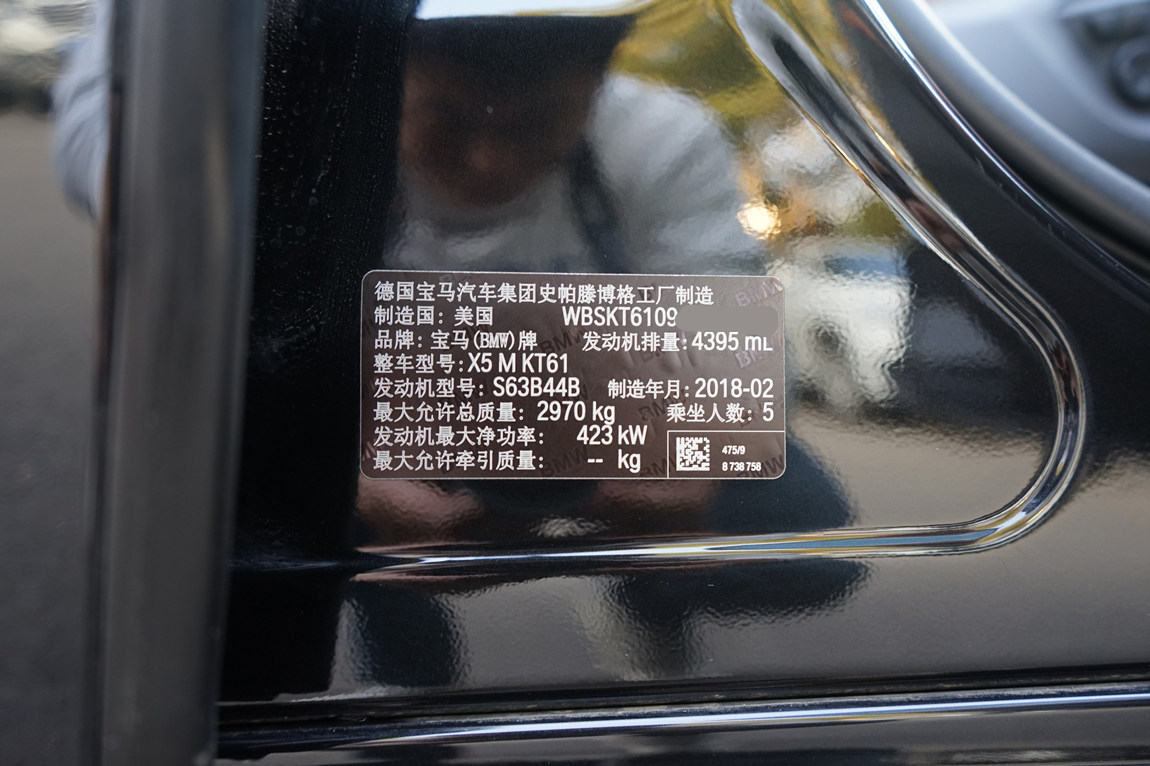 德国宝马汽车集团史帕滕博格工厂制造
制造国：美国 WBSKT6109
品牌：宝马(BMW)牌 发动机排量：4395 mL
整车型号：X5 M KT61
发动机型号：S63B44B 制造年月：2018-02
最大允许总质量：2970 kg 乘坐人数：5
发动机最大净功率：423 kW
最大允许牵引质量：-- kg
475/9
8 738 758